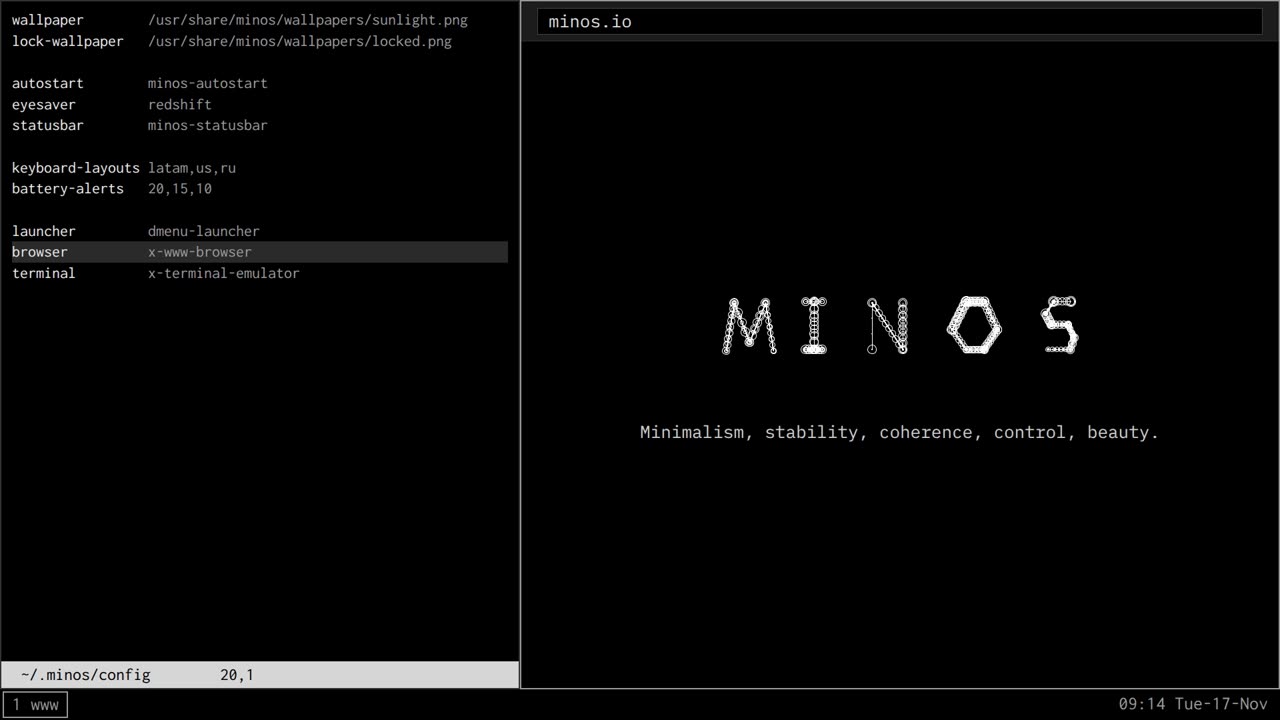 wallpaper /usr/share/minos/wallpapers/sunlight.png
lock-wallpaper /usr/share/minos/wallpapers/locked.png
autostart minos-autostart
eyesaver redshift
statusbar minos-statusbar
keyboard-layouts latam,us,ru
battery-alerts 20,15,10
launcher dmenu-launcher
browser x-www-browser
terminal x-terminal-emulator
~/.minos/config 20,1
minos.io
MINOS
Minimalism, stability, coherence, control, beauty.
1 www
09:14 Tue-17-Nov